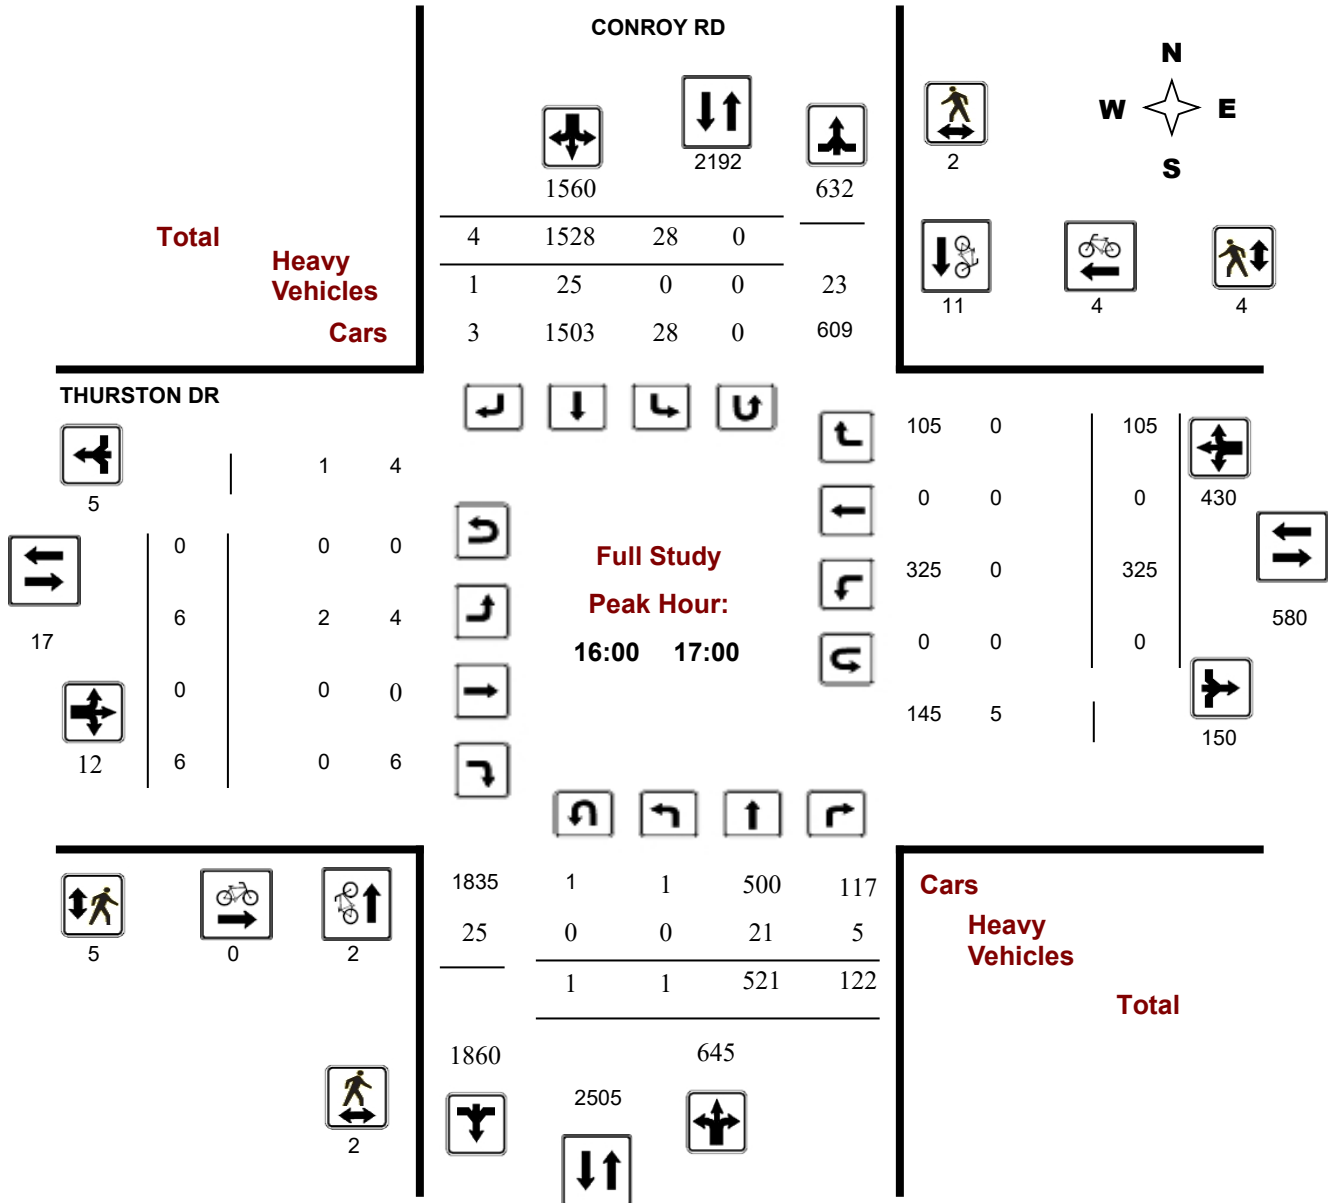 CONROY RD
N
W E
S
2192
2
1560
632
Total
4 1528 28 0
Heavy
Vehicles
1 25 0 0 23
11 4 4
Cars
3 1503 28 0 609
THURSTON DR
105 0 105
1 4
5
0 0 0 430
0 0 0
Full Study
325 0 325
Peak Hour:
6 2 4
580
17
16:00 17:00
0 0 0
0 0 0
145 5
150
12
6 0 6
1835 1 1 500 117
Cars
25 0 0 21 5
Heavy
Vehicles
5 0 2
1 1 521 122
Total
1860 645
2505
2